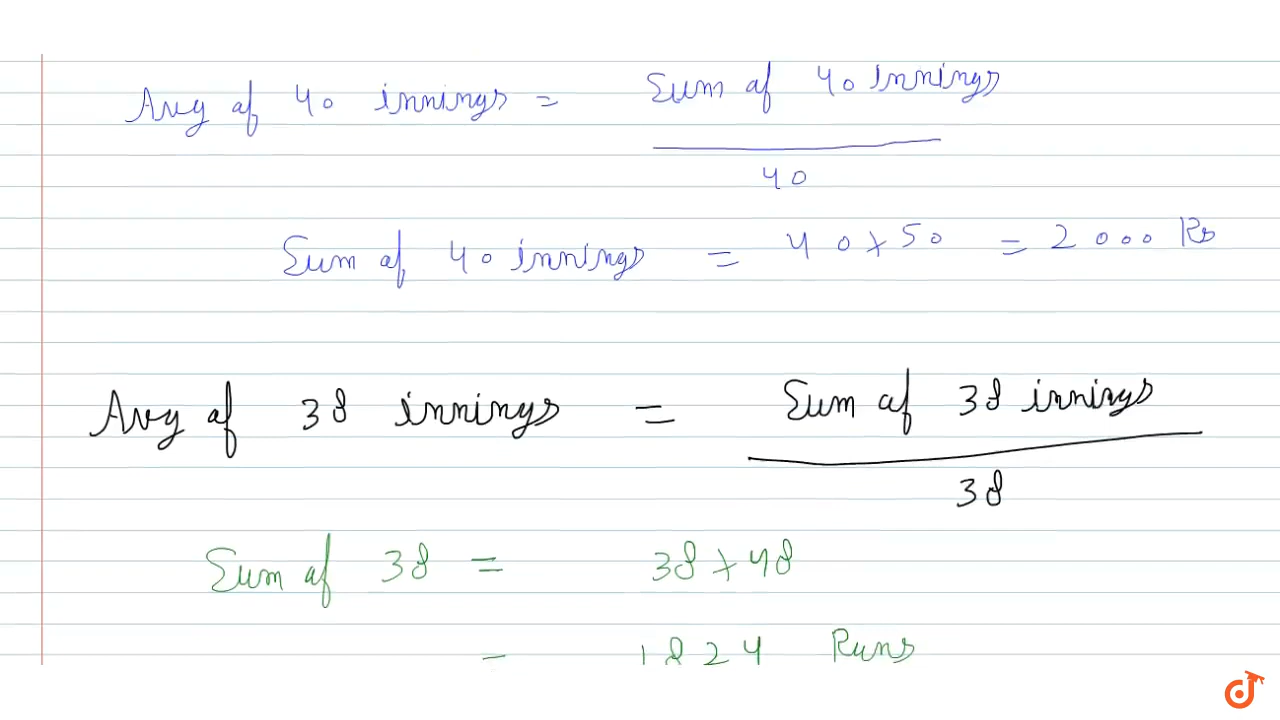 Avg of 40 innings = Sum of 40 innings
40
Sum of 40 innings = 40 × 50 = 2000 Rs
Avg of 38 innings = Sum of 38 innings
38
Sum of 38 = 38 × 48
= 1824 Runs